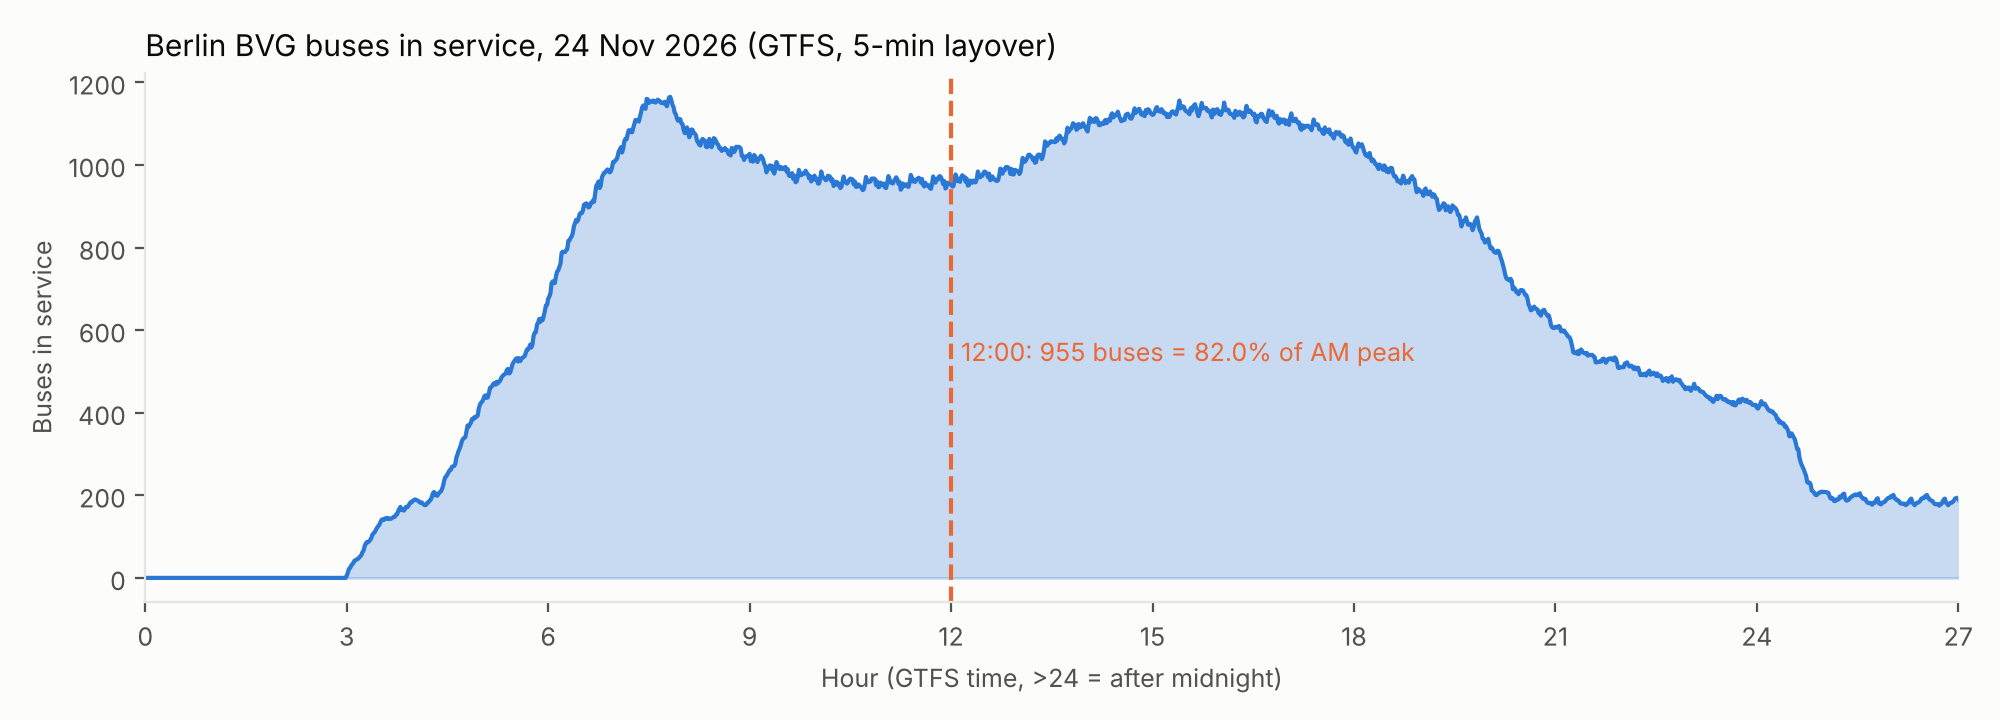 Berlin BVG buses in service, 24 Nov 2026 (GTFS, 5-min layover)
1200
1000
800
600
400
200
0
Buses in service
12:00: 955 buses = 82.0% of AM peak
0 3 6 9 12 15 18 21 24 27
Hour (GTFS time, >24 = after midnight)